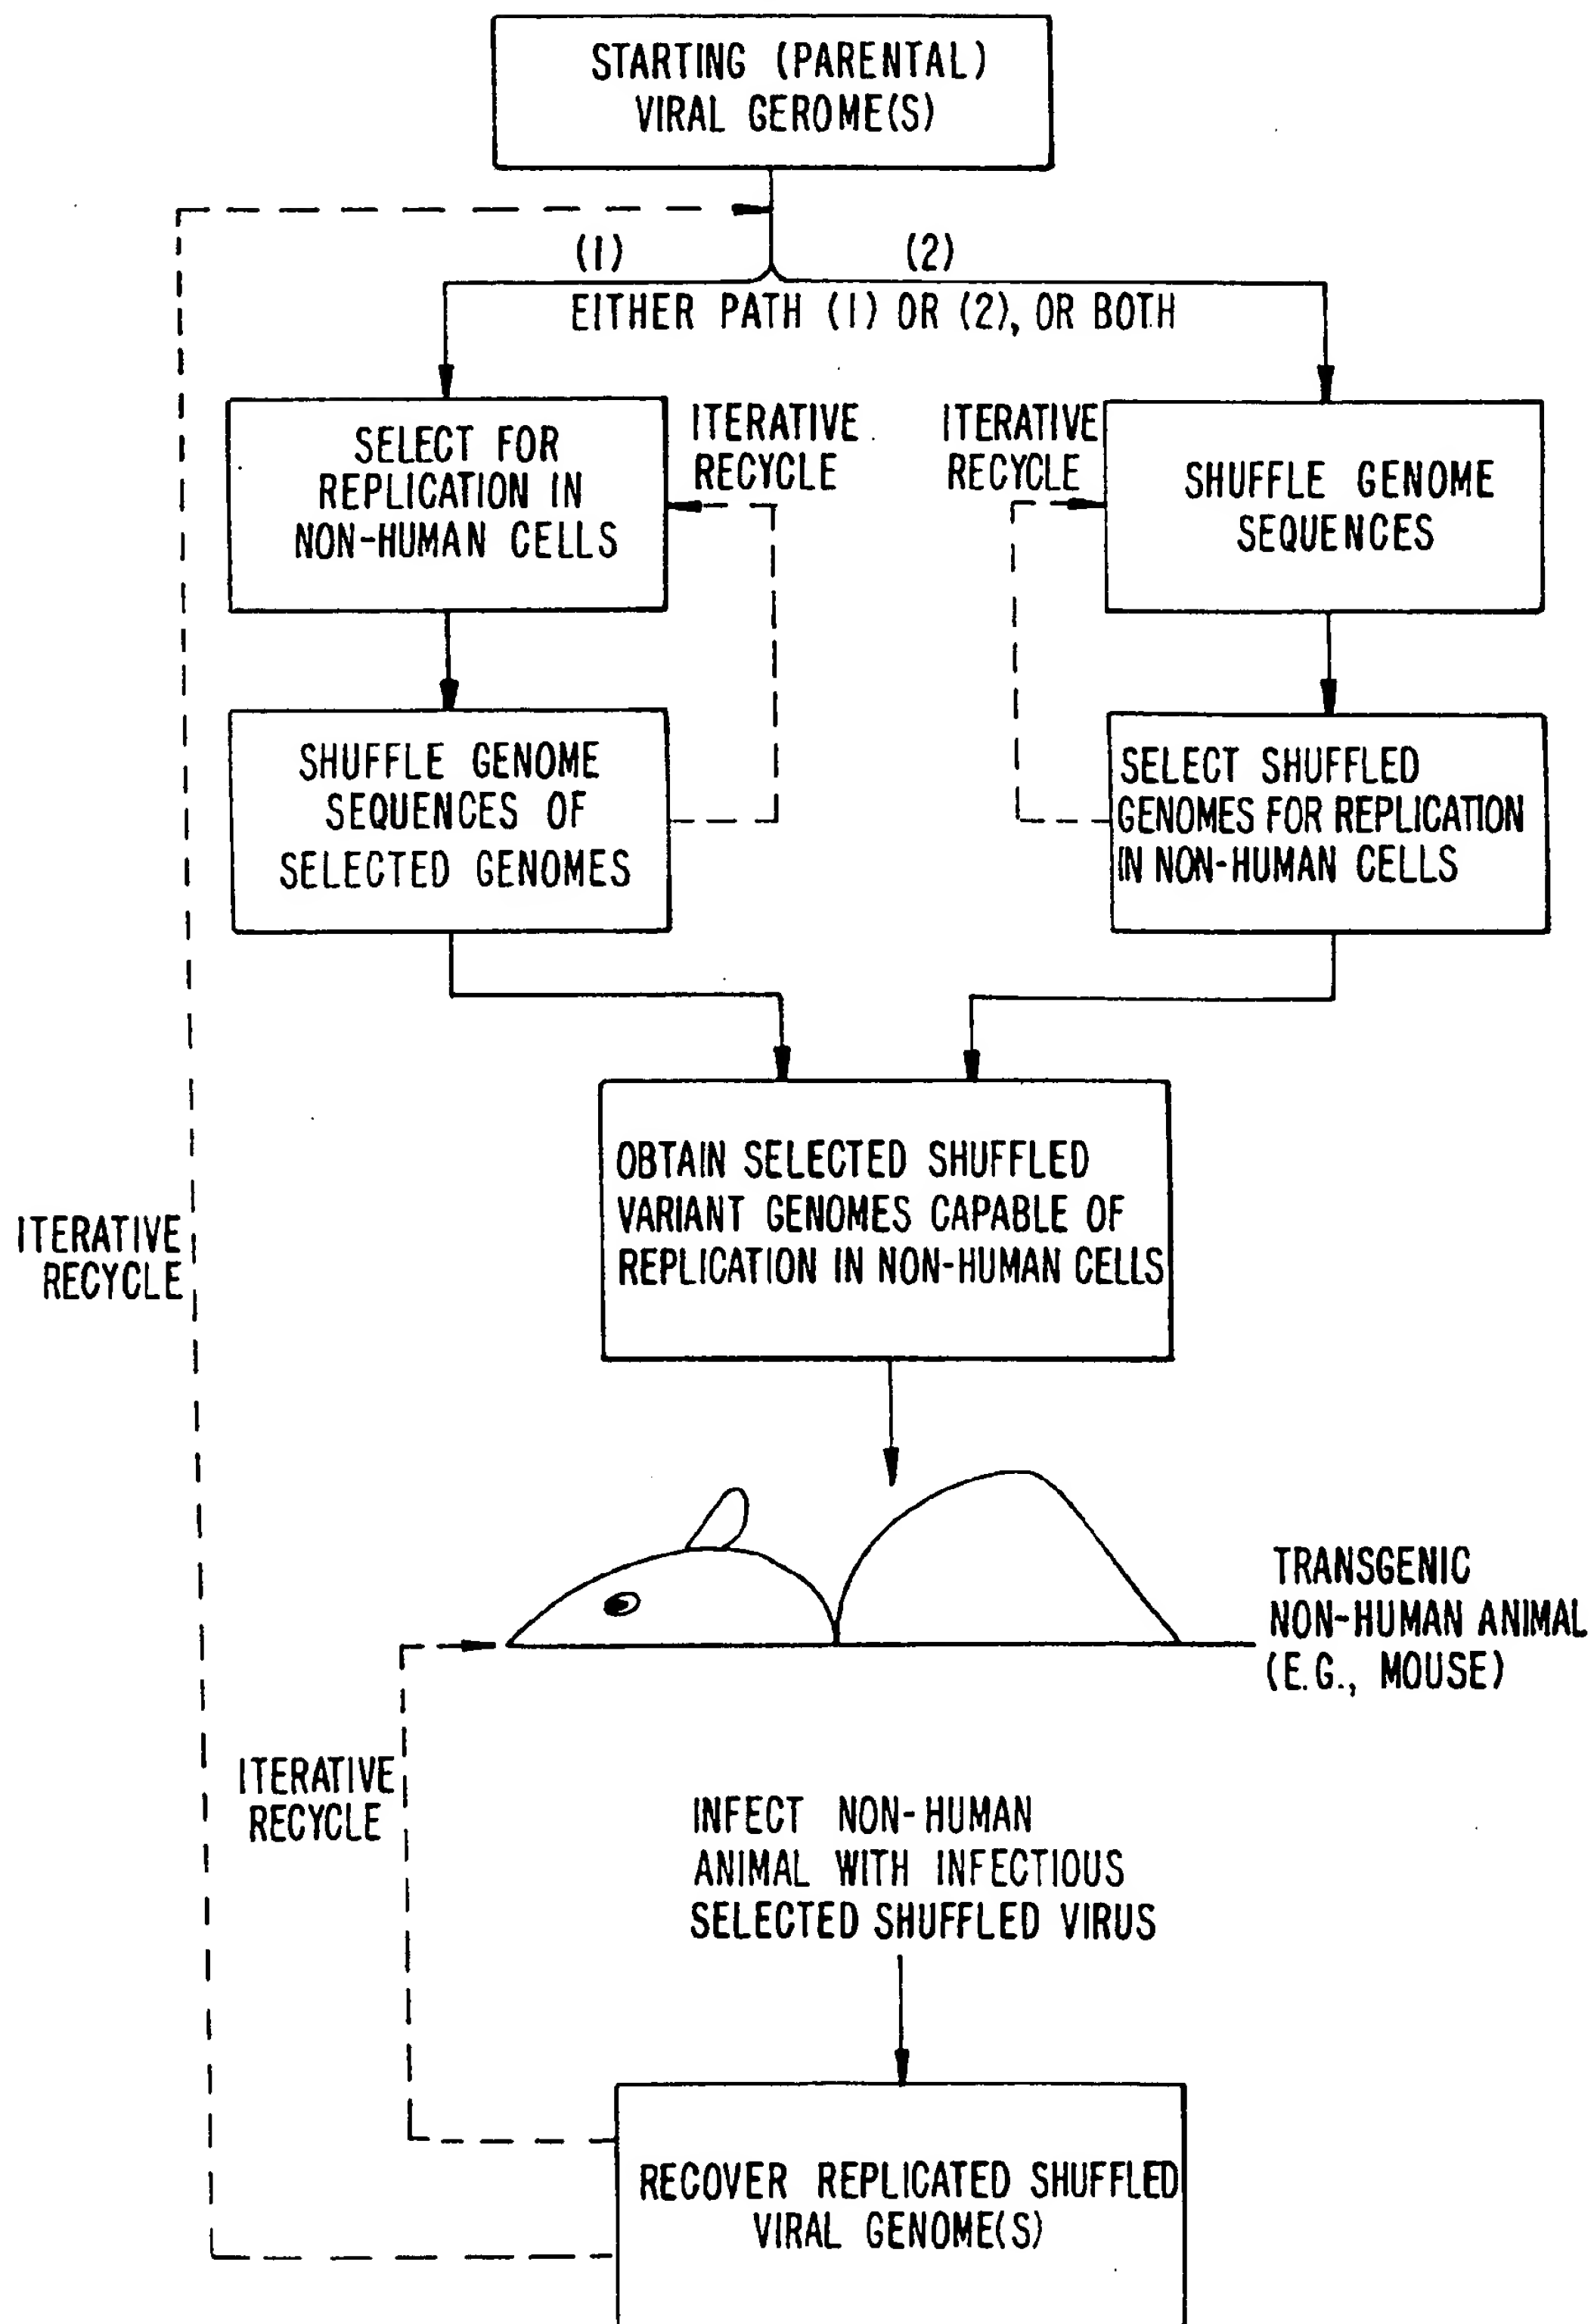 STARTING (PARENTAL)
VIRAL GEROME(S)
(1)
(2)
EITHER PATH (1) OR (2), OR BOTH
SELECT FOR
REPLICATION IN
NON-HUMAN CELLS
ITERATIVE
RECYCLE
ITERATIVE
RECYCLE
SHUFFLE GENOME
SEQUENCES
SHUFFLE GENOME
SEQUENCES OF
SELECTED GENOMES
SELECT SHUFFLED
GENOMES FOR REPLICATION
IN NON-HUMAN CELLS
OBTAIN SELECTED SHUFFLED
VARIANT GENOMES CAPABLE OF
REPLICATION IN NON-HUMAN CELLS
ITERATIVE
RECYCLE
TRANSGENIC
NON-HUMAN ANIMAL
(E.G., MOUSE)
ITERATIVE
RECYCLE
INFECT NON-HUMAN
ANIMAL WITH INFECTIOUS
SELECTED SHUFFLED VIRUS
RECOVER REPLICATED SHUFFLED
VIRAL GENOME(S)